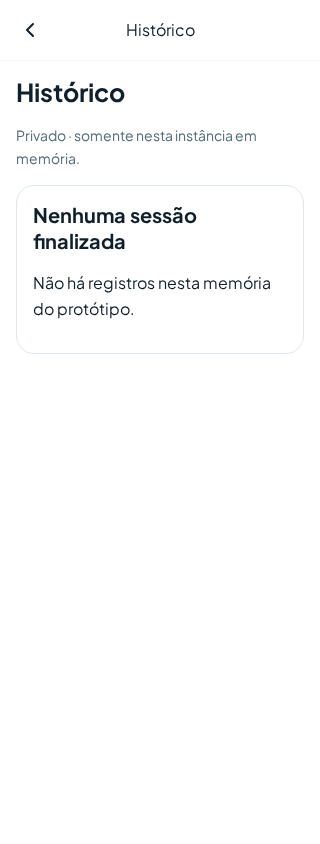 Histórico
Histórico
Privado · somente nesta instância em
memória.
Nenhuma sessão
finalizada
Não há registros nesta memória
do protótipo.